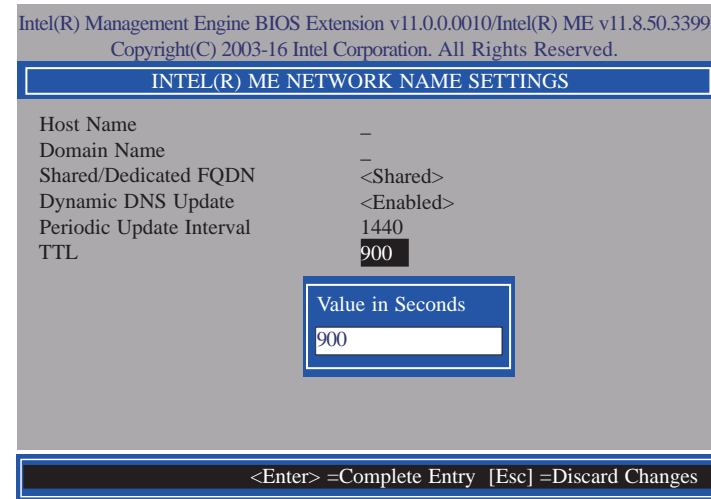 Intel(R) Management Engine BIOS Extension v11.0.0.0010/Intel(R) ME v11.8.50.3399
Copyright(C) 2003-16 Intel Corporation. All Rights Reserved.
INTEL(R) ME NETWORK NAME SETTINGS
Host Name _
Domain Name _
Shared/Dedicated FQDN <Shared>
Dynamic DNS Update <Enabled>
Periodic Update Interval 1440
TTL 900
Value in Seconds
900
<Enter> =Complete Entry [Esc] =Discard Changes